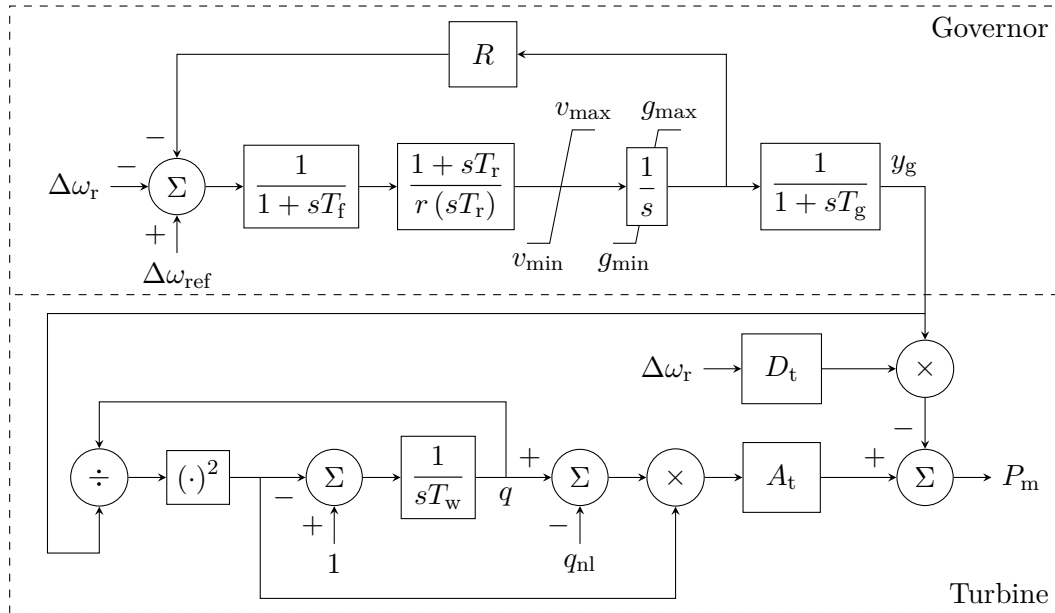 Governor
R
−
v_max
g_max
−
Δω_r
Σ
1
1 + sT_f
1 + sT_r
r (sT_r)
1
s
1
1 + sT_g
y_g
+
Δω_ref
v_min
g_min
Δω_r
D_t
×
−
÷
(·)^2
−
Σ
+
1
1
sT_w
q
+
Σ
−
q_nl
×
A_t
+
Σ
P_m
Turbine